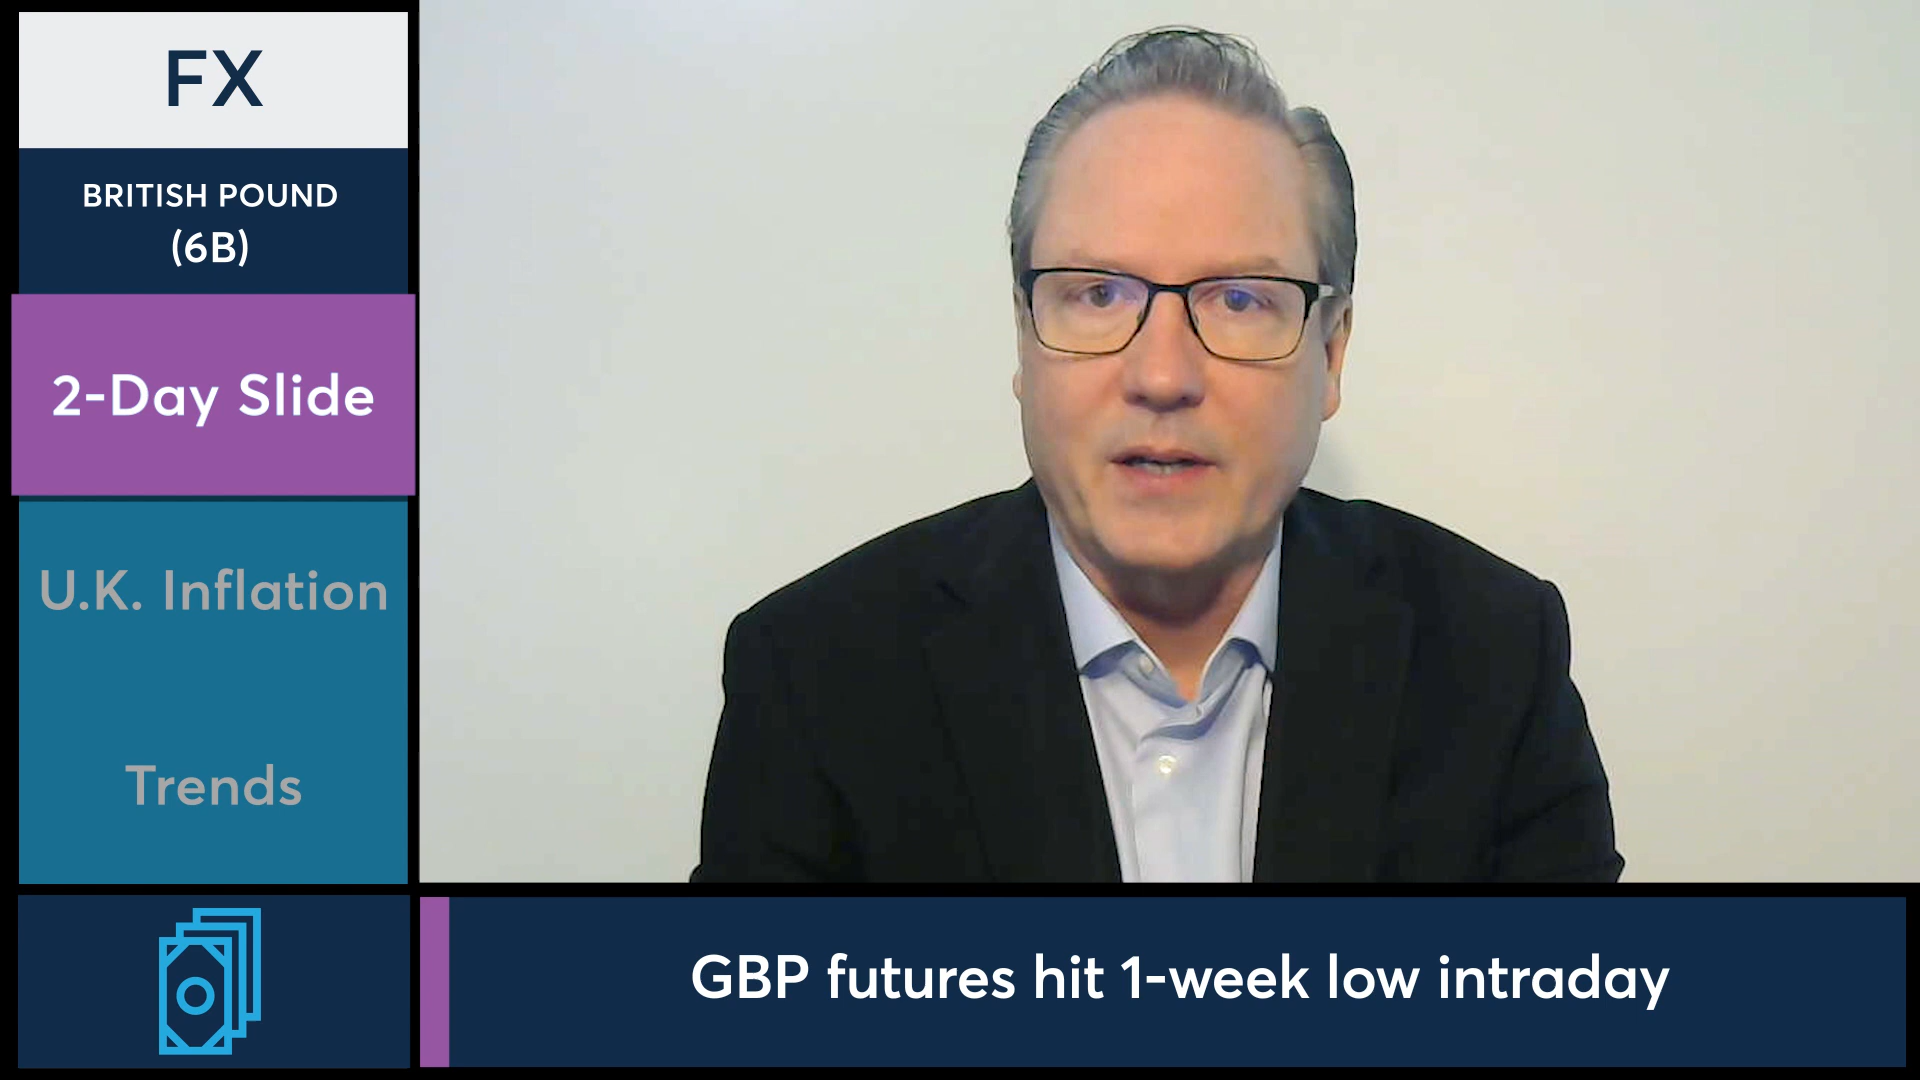 FX
BRITISH POUND
(6B)
2-Day Slide
U.K. Inflation
Trends
GBP futures hit 1-week low intraday